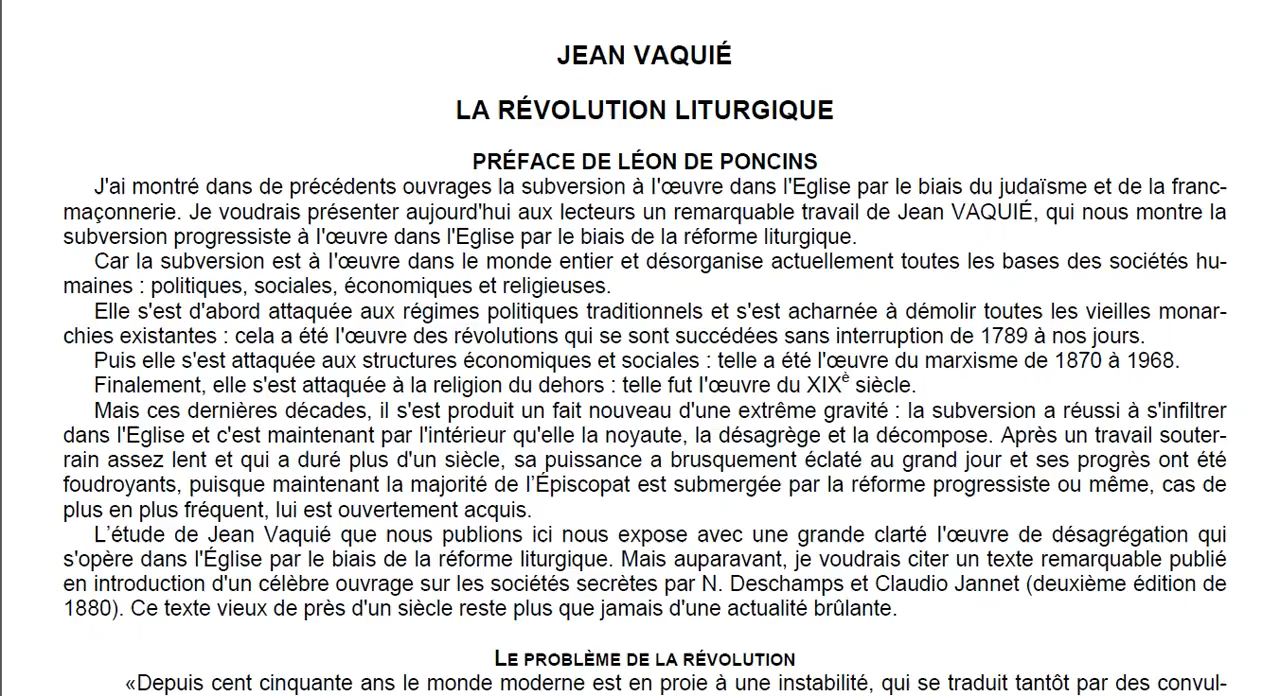 JEAN VAQUIÉ
LA RÉVOLUTION LITURGIQUE
PRÉFACE DE LÉON DE PONCINS
J'ai montré dans de précédents ouvrages la subversion à l'œuvre dans l'Eglise par le biais du judaïsme et de la franc-
maçonnerie. Je voudrais présenter aujourd'hui aux lecteurs un remarquable travail de Jean VAQUIÉ, qui nous montre la
subversion progressiste à l'œuvre dans l'Eglise par le biais de la réforme liturgique.
Car la subversion est à l'œuvre dans le monde entier et désorganise actuellement toutes les bases des sociétés hu-
maines : politiques, sociales, économiques et religieuses.
Elle s'est d'abord attaquée aux régimes politiques traditionnels et s'est acharnée à démolir toutes les vieilles monar-
chies existantes : cela a été l'œuvre des révolutions qui se sont succédées sans interruption de 1789 à nos jours.
Puis elle s'est attaquée aux structures économiques et sociales : telle a été l'œuvre du marxisme de 1870 à 1968.
Finalement, elle s'est attaquée à la religion du dehors : telle fut l'œuvre du XIXè siècle.
Mais ces dernières décades, il s'est produit un fait nouveau d'une extrême gravité : la subversion a réussi à s'infiltrer
dans l'Eglise et c'est maintenant par l'intérieur qu'elle la noyaute, la désagrège et la décompose. Après un travail souter-
rain assez lent et qui a duré plus d'un siècle, sa puissance a brusquement éclaté au grand jour et ses progrès ont été
foudroyants, puisque maintenant la majorité de l’Épiscopat est submergée par la réforme progressiste ou même, cas de
plus en plus fréquent, lui est ouvertement acquis.
L’étude de Jean Vaquié que nous publions ici nous expose avec une grande clarté l'œuvre de désagrégation qui
s'opère dans l'Église par le biais de la réforme liturgique. Mais auparavant, je voudrais citer un texte remarquable publié
en introduction d'un célèbre ouvrage sur les sociétés secrètes par N. Deschamps et Claudio Jannet (deuxième édition de
1880). Ce texte vieux de près d'un siècle reste plus que jamais d'une actualité brûlante.
LE PROBLÈME DE LA RÉVOLUTION
«Depuis cent cinquante ans le monde moderne est en proie à une instabilité, qui se traduit tantôt par des convul-